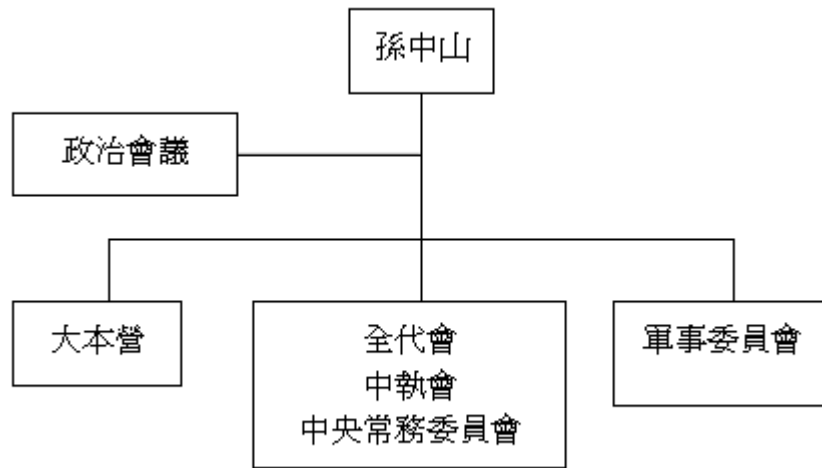 孫中山
政治會議
大本營
全代會
中執會
中央常務委員會
軍事委員會